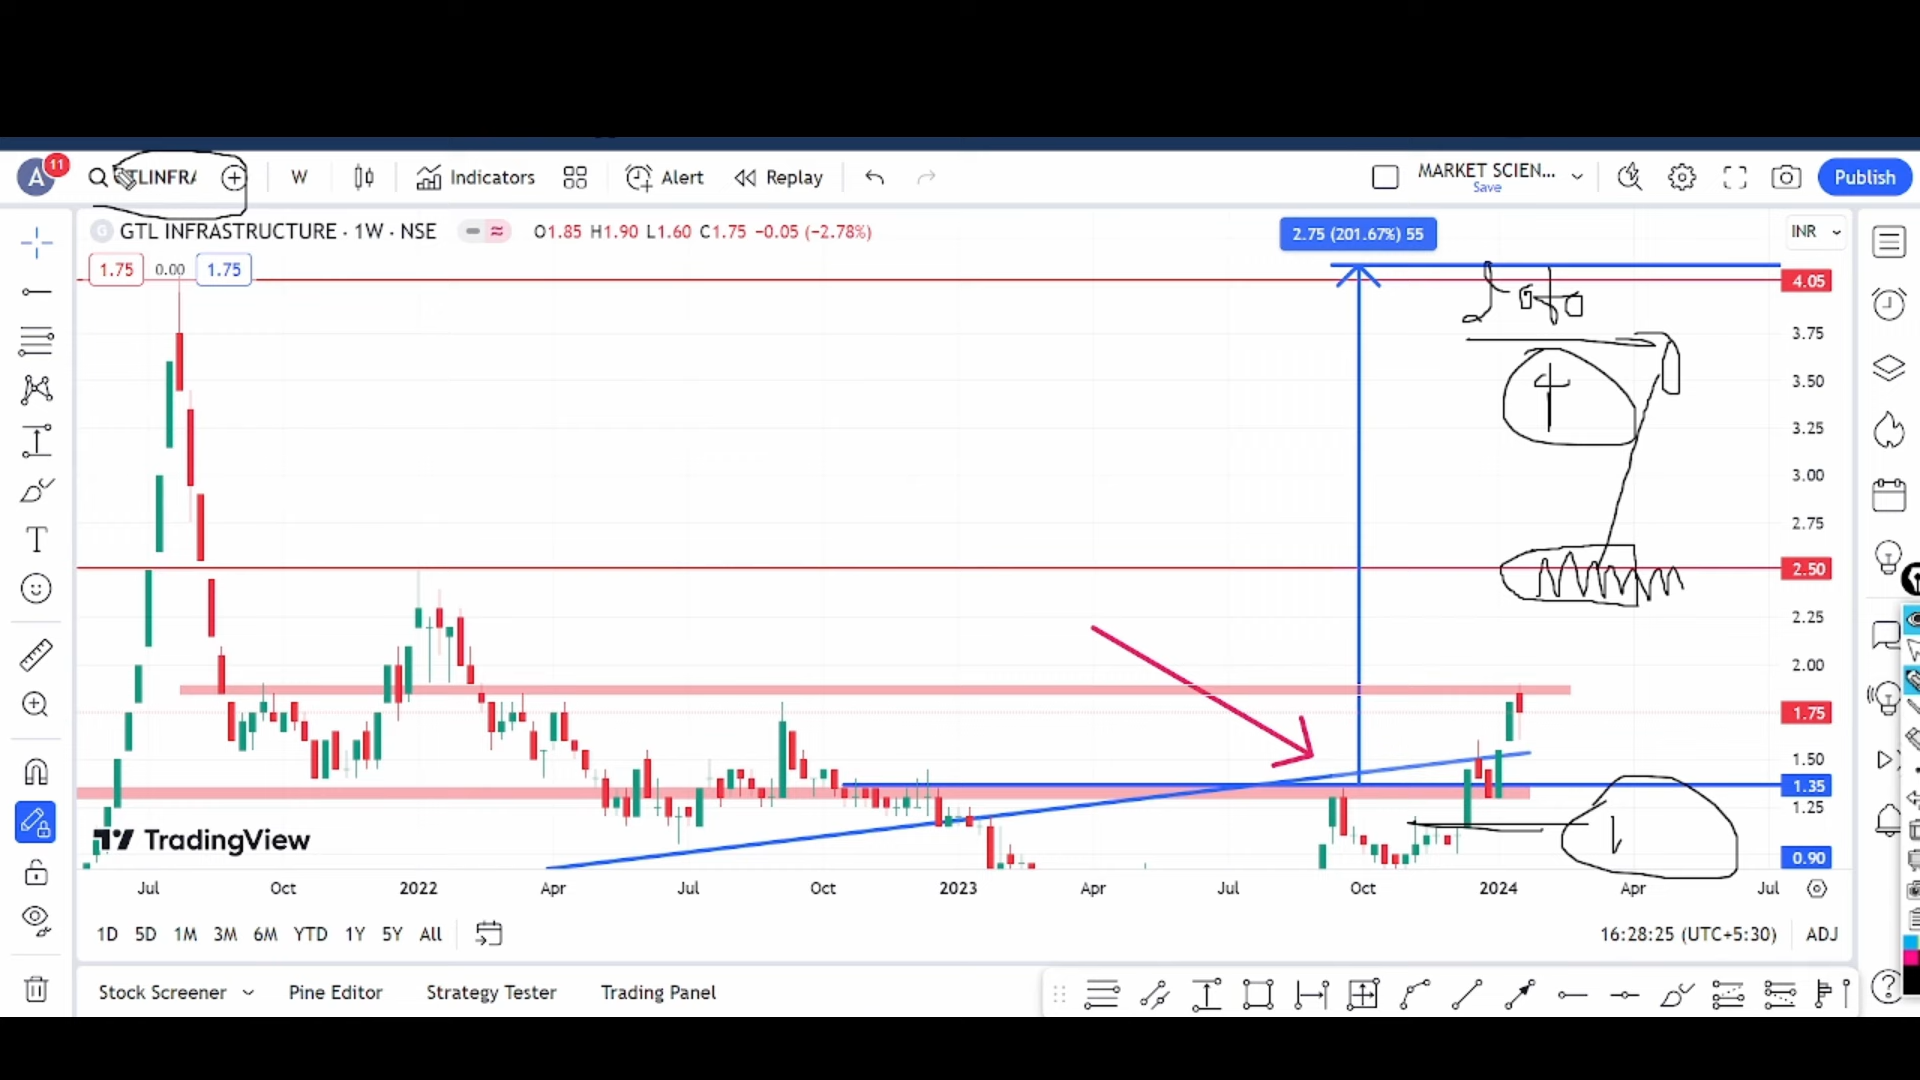 A 11 TLINFRA W Indicators Alert Replay MARKET SCIEN... Save Publish
GTL INFRASTRUCTURE · 1W · NSE O1.85 H1.90 L1.60 C1.75 -0.05 (-2.78%)
2.75 (201.67%) 55
INR
1.75 0.00 1.75
4.05
3.75
3.50
4
3.25
3.00
2.75
2.50
2.25
2.00
1.75
1.50
1.35
1.25
1
TradingView
0.90
Jul Oct 2022 Apr Jul Oct 2023 Apr Jul Oct 2024 Apr Jul
1D 5D 1M 3M 6M YTD 1Y 5Y All 16:28:25 (UTC+5:30) ADJ
Stock Screener Pine Editor Strategy Tester Trading Panel